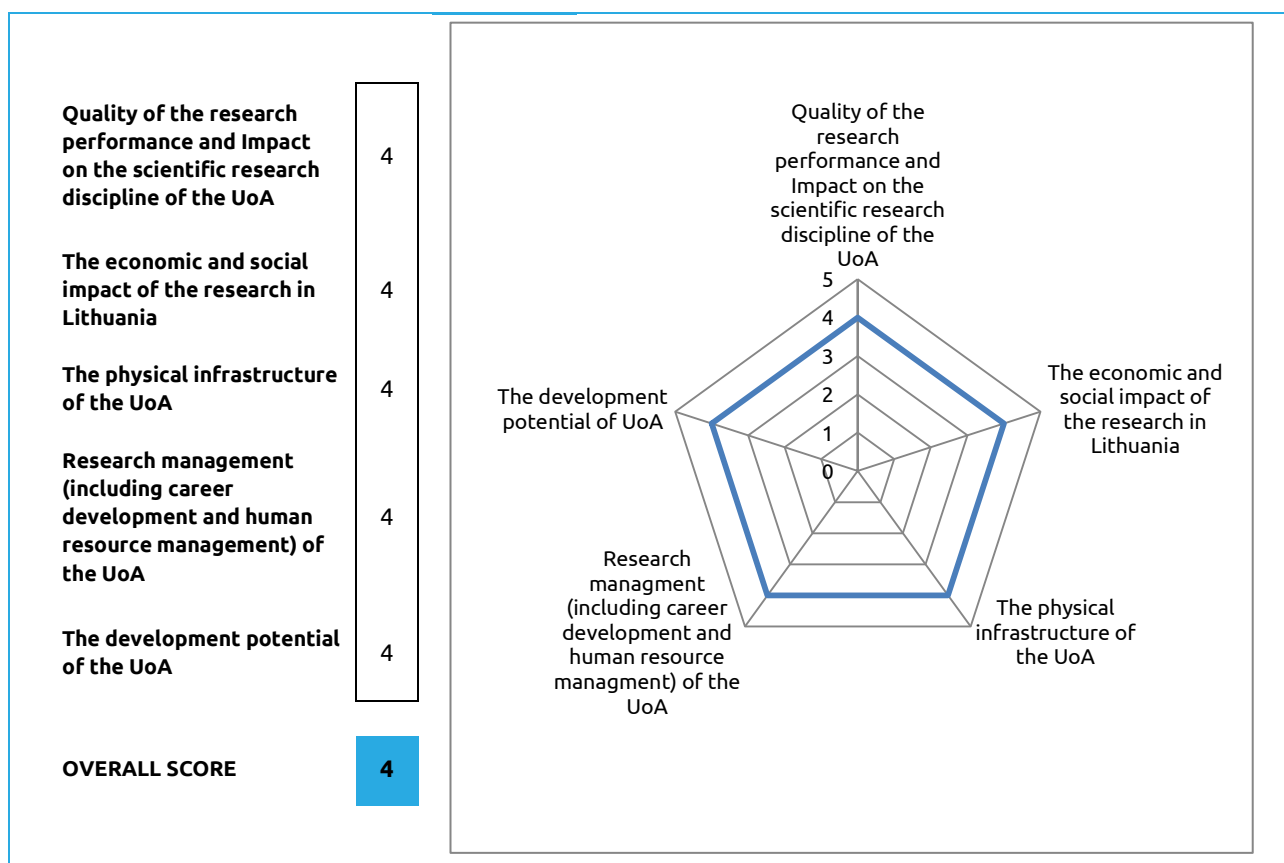 Quality of the research
performance and Impact
on the scientific research
discipline of the UoA
4
The economic and social
impact of the research in
Lithuania
4
The physical infrastructure
of the UoA
4
Research management
(including career
development and human
resource management) of
the UoA
4
The development potential
of the UoA
4
OVERALL SCORE
4
Quality of the
research
performance and
Impact on the
scientific research
discipline of the
UoA
5
4
3
2
1
0
The economic and
social impact of
the research in
Lithuania
The physical
infrastructure of
the UoA
Research
managment
(including career
development and
human resource
managment) of the
UoA
The development
potential of UoA